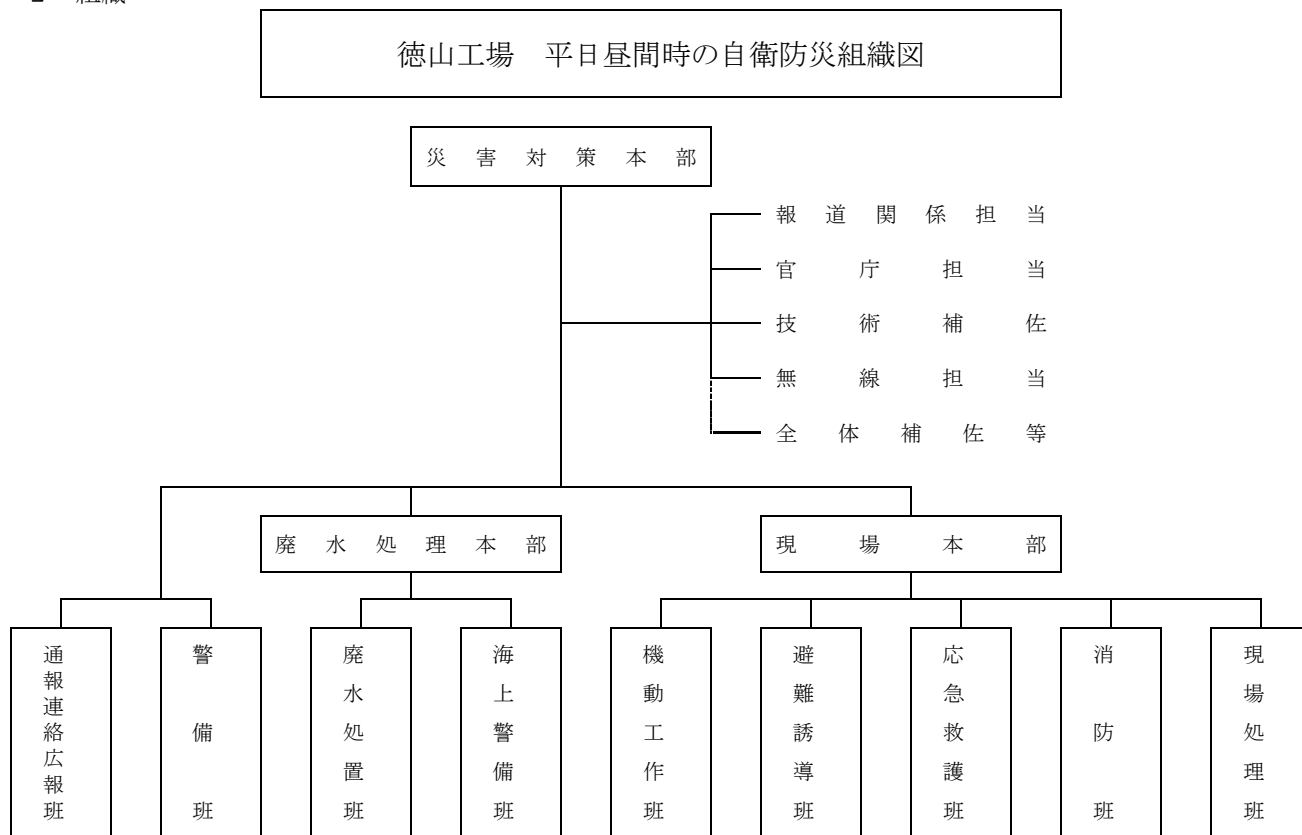 2 組織
徳山工場 平日昼間時の自衛防災組織図
災害対策本部
報道関係担当
官庁担当
技術補佐
無線担当
全体補佐等
廃水処理本部
現場本部
通報連絡広報班
警備班
廃水処置班
海上警備班
機動工作班
避難誘導班
応急救護班
消防班
現場処理班